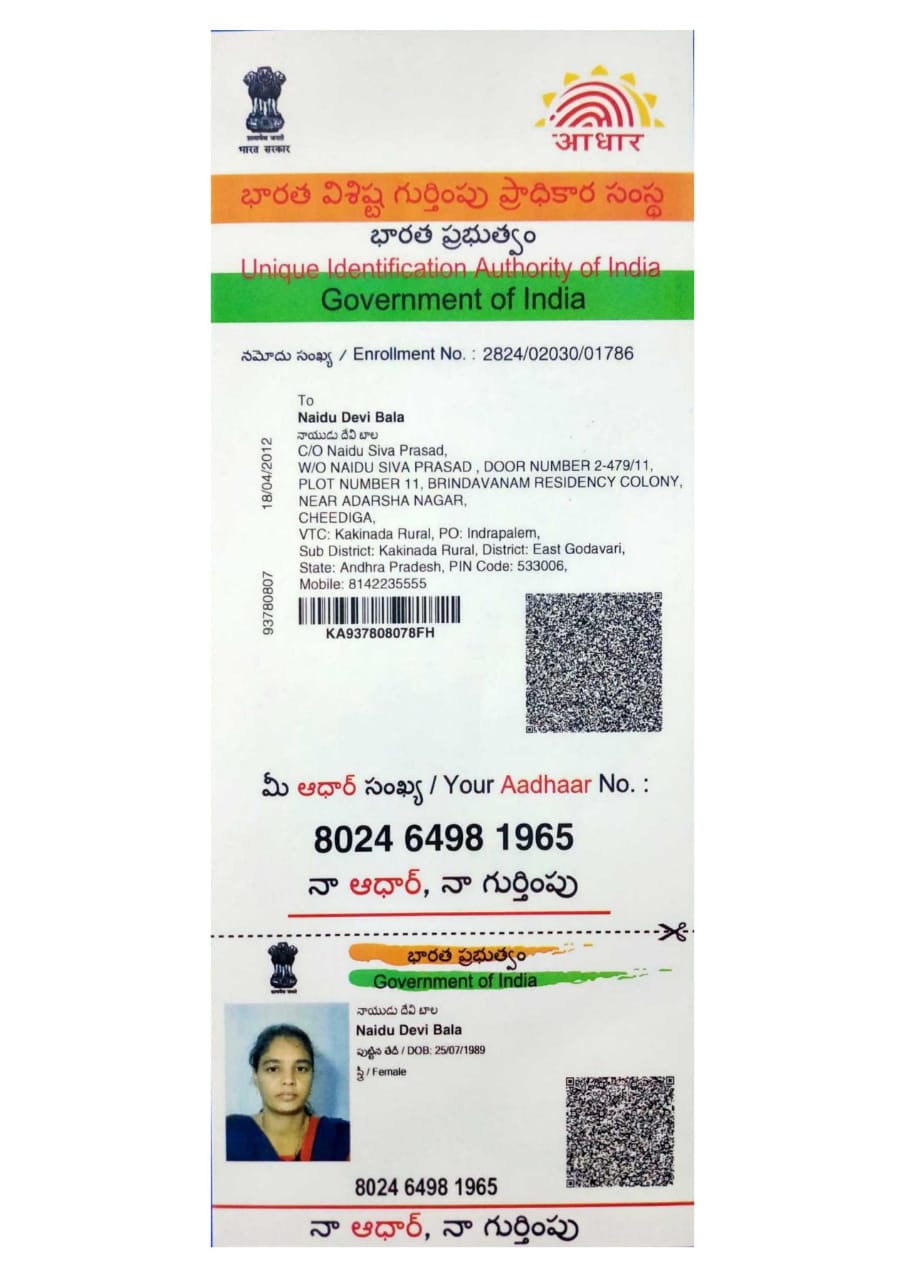 सत्यमेव जयते
भारत सरकार
आधार
భారత విశిష్ట గుర్తింపు ప్రాధికార సంస్థ
భారత ప్రభుత్వం
Unique Identification Authority of India
Government of India
నమోదు సంఖ్య / Enrollment No. : 2824/02030/01786
To
Naidu Devi Bala
నాయుడు దేవి బాల
C/O Naidu Siva Prasad,
W/O NAIDU SIVA PRASAD , DOOR NUMBER 2-479/11,
PLOT NUMBER 11, BRINDAVANAM RESIDENCY COLONY,
NEAR ADARSHA NAGAR,
CHEEDIGA,
VTC: Kakinada Rural, PO: Indrapalem,
Sub District: Kakinada Rural, District: East Godavari,
State: Andhra Pradesh, PIN Code: 533006,
Mobile: 8142235555
18/04/2012
93780807
KA937808078FH
మీ ఆధార్ సంఖ్య / Your Aadhaar No. :
8024 6498 1965
నా ఆధార్, నా గుర్తింపు
భారత ప్రభుత్వం
Government of India
సత్యमेव जयते
నాయుడు దేవి బాల
Naidu Devi Bala
పుట్టిన తేదీ / DOB: 25/07/1989
స్త్రీ / Female
8024 6498 1965
నా ఆధార్, నా గుర్తింపు